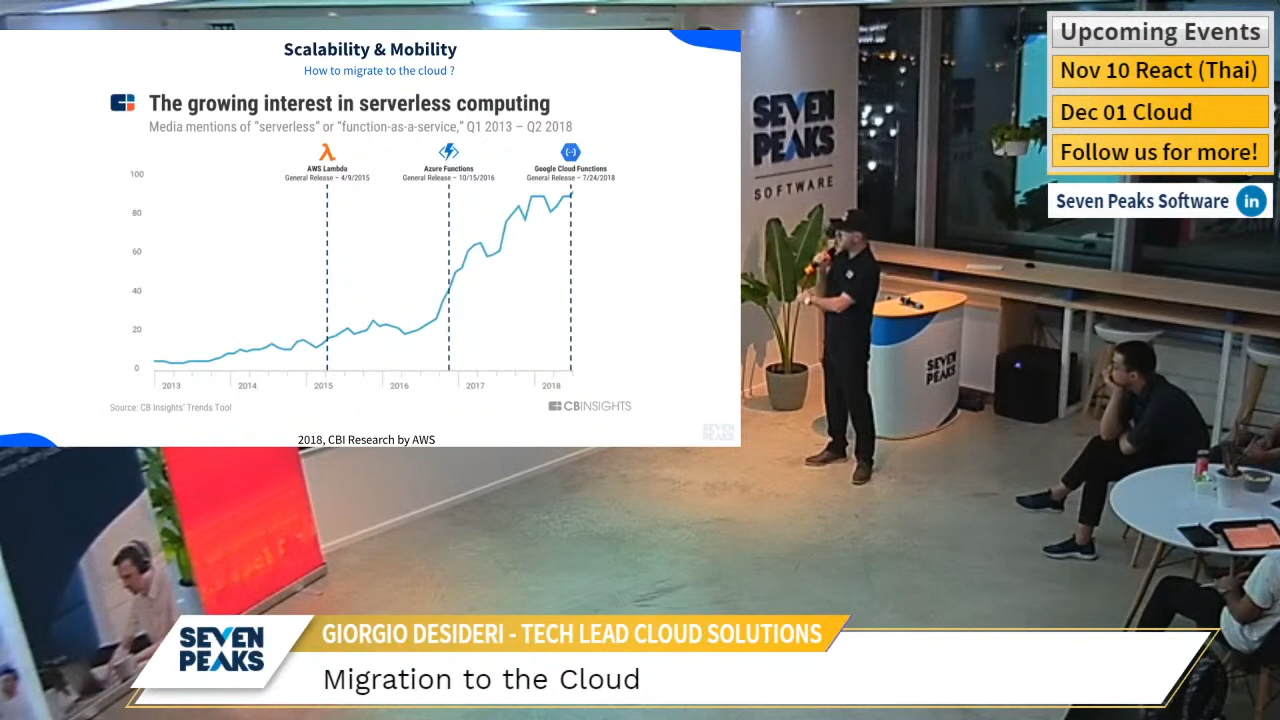 Scalability & Mobility
How to migrate to the cloud ?
The growing interest in serverless computing
Media mentions of "serverless" or "function-as-a-service," Q1 2013 – Q2 2018
AWS Lambda
General Release – 4/9/2015
Azure Functions
General Release – 10/15/2016
Google Cloud Functions
General Release – 7/24/2018
100
80
60
40
20
0
2013
2014
2015
2016
2017
2018
Source: CB Insights' Trends Tool
CBINSIGHTS
2018, CBI Research by AWS
SEVEN
PEAKS
SEVEN
PEAKS
SOFTWARE
SEVEN
PEAKS
Upcoming Events
Nov 10 React (Thai)
Dec 01 Cloud
Follow us for more!
Seven Peaks Software in
SEVEN
PEAKS
GIORGIO DESIDERI - TECH LEAD CLOUD SOLUTIONS
Migration to the Cloud